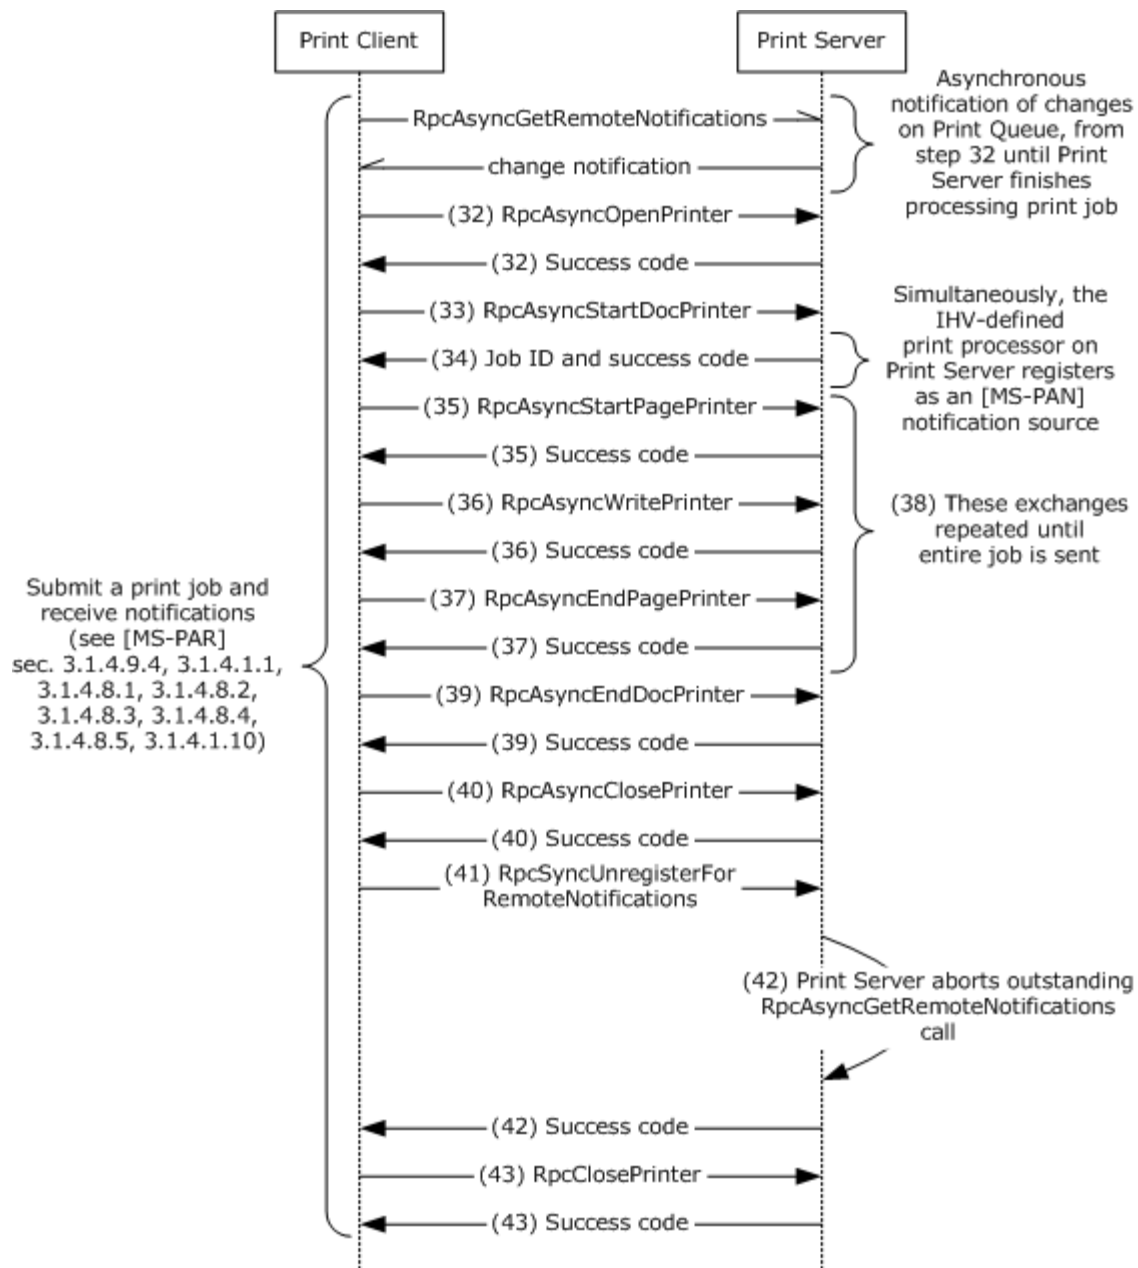 Print Client
Print Server
Asynchronous
notification of changes
on Print Queue, from
step 32 until Print
Server finishes
processing print job
RpcAsyncGetRemoteNotifications
change notification
(32) RpcAsyncOpenPrinter
(32) Success code
(33) RpcAsyncStartDocPrinter
Simultaneously, the
IHV-defined
print processor on
Print Server registers
as an [MS-PAN]
notification source
(34) Job ID and success code
(35) RpcAsyncStartPagePrinter
(35) Success code
(36) RpcAsyncWritePrinter
(36) Success code
(38) These exchanges
repeated until
entire job is sent
(37) RpcAsyncEndPagePrinter
(37) Success code
Submit a print job and
receive notifications
(see [MS-PAR]
sec. 3.1.4.9.4, 3.1.4.1.1,
3.1.4.8.1, 3.1.4.8.2,
3.1.4.8.3, 3.1.4.8.4,
3.1.4.8.5, 3.1.4.1.10)
(39) RpcAsyncEndDocPrinter
(39) Success code
(40) RpcAsyncClosePrinter
(40) Success code
(41) RpcSyncUnregisterFor
RemoteNotifications
(42) Print Server aborts outstanding
RpcAsyncGetRemoteNotifications
call
(42) Success code
(43) RpcClosePrinter
(43) Success code